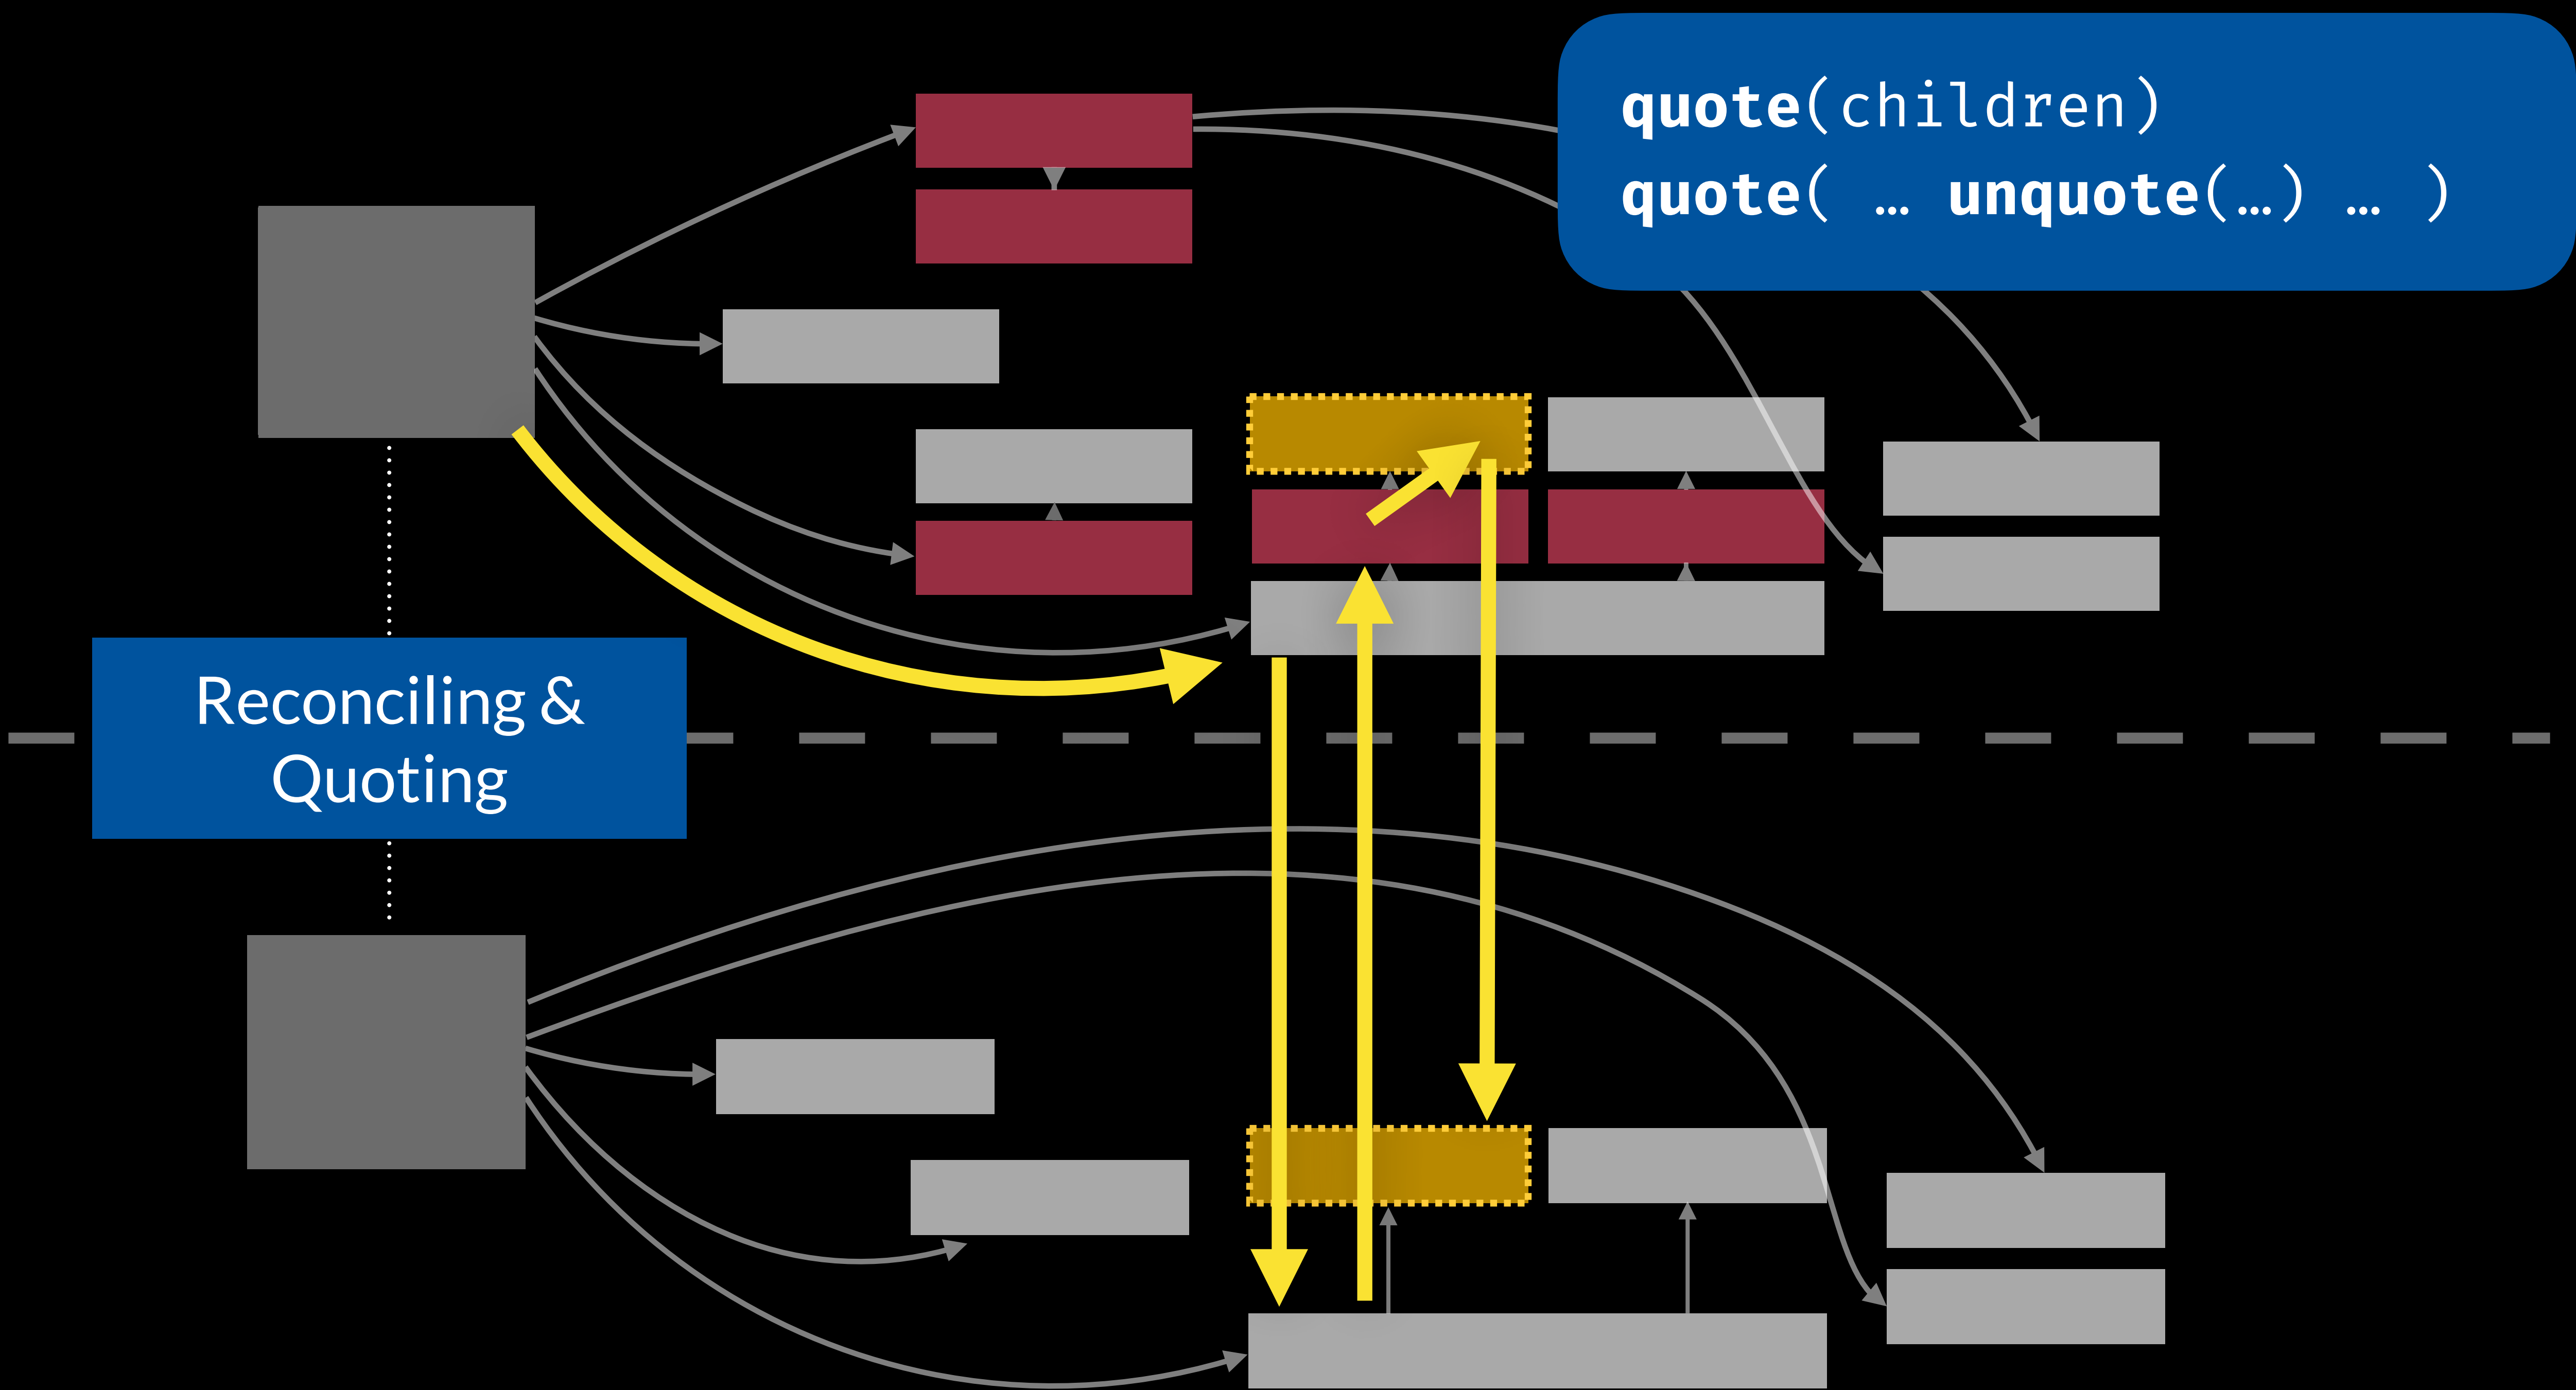 quote(children)
quote( … unquote(…) … )
Reconciling &
Quoting